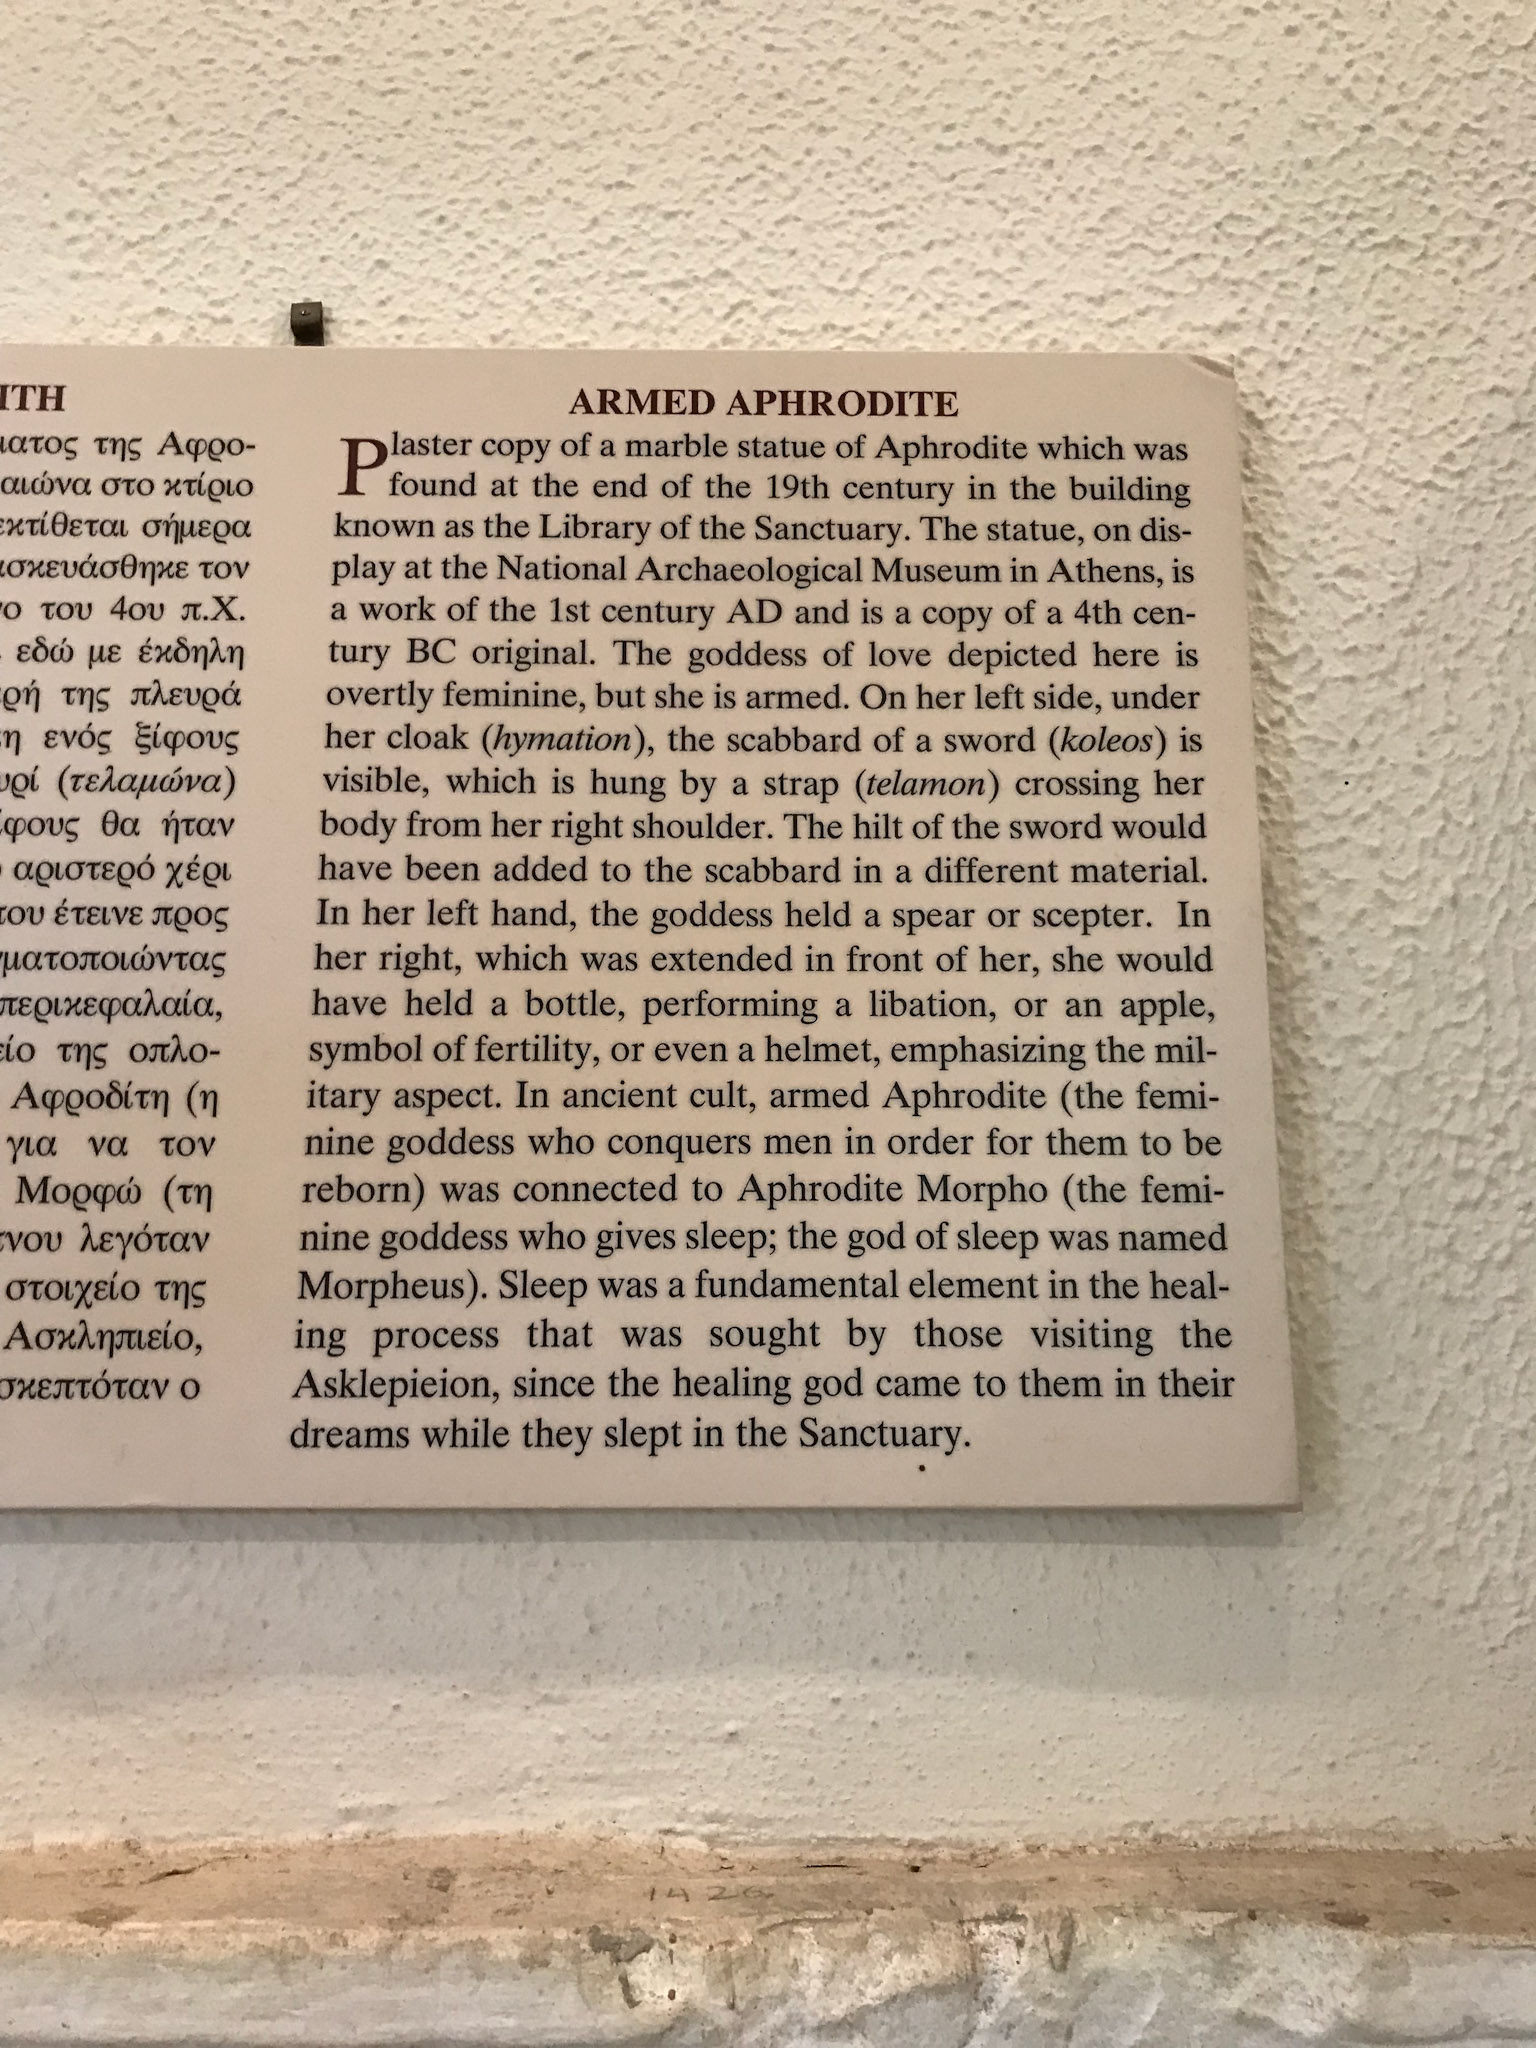 ΙΤΗ
της Αφρο-
αιώνα στο κτίριο
εκτίθεται σήμερα
τον
του 4ου π.Χ.
εδώ με έκδηλη
της πλευρά
ενός ξίφους
(τελαμώνα)
θα ήταν
αριστερό χέρι
έτεινε προς
περικεφαλαία,
της οπλο-
Αφροδίτη (η
για να τον
Μορφώ (τη
λεγόταν
στοιχείο της
Ασκληπιείο,
ο
ARMED APHRODITE
Plaster copy of a marble statue of Aphrodite which was
found at the end of the 19th century in the building
known as the Library of the Sanctuary. The statue, on dis-
play at the National Archaeological Museum in Athens, is
a work of the 1st century AD and is a copy of a 4th cen-
tury BC original. The goddess of love depicted here is
overtly feminine, but she is armed. On her left side, under
her cloak (hymation), the scabbard of a sword (koleos) is
visible, which is hung by a strap (telamon) crossing her
body from her right shoulder. The hilt of the sword would
have been added to the scabbard in a different material.
In her left hand, the goddess held a spear or scepter. In
her right, which was extended in front of her, she would
have held a bottle, performing a libation, or an apple,
symbol of fertility, or even a helmet, emphasizing the mil-
itary aspect. In ancient cult, armed Aphrodite (the femi-
nine goddess who conquers men in order for them to be
reborn) was connected to Aphrodite Morpho (the femi-
nine goddess who gives sleep; the god of sleep was named
Morpheus). Sleep was a fundamental element in the heal-
ing process that was sought by those visiting the
Asklepieion, since the healing god came to them in their
dreams while they slept in the Sanctuary.